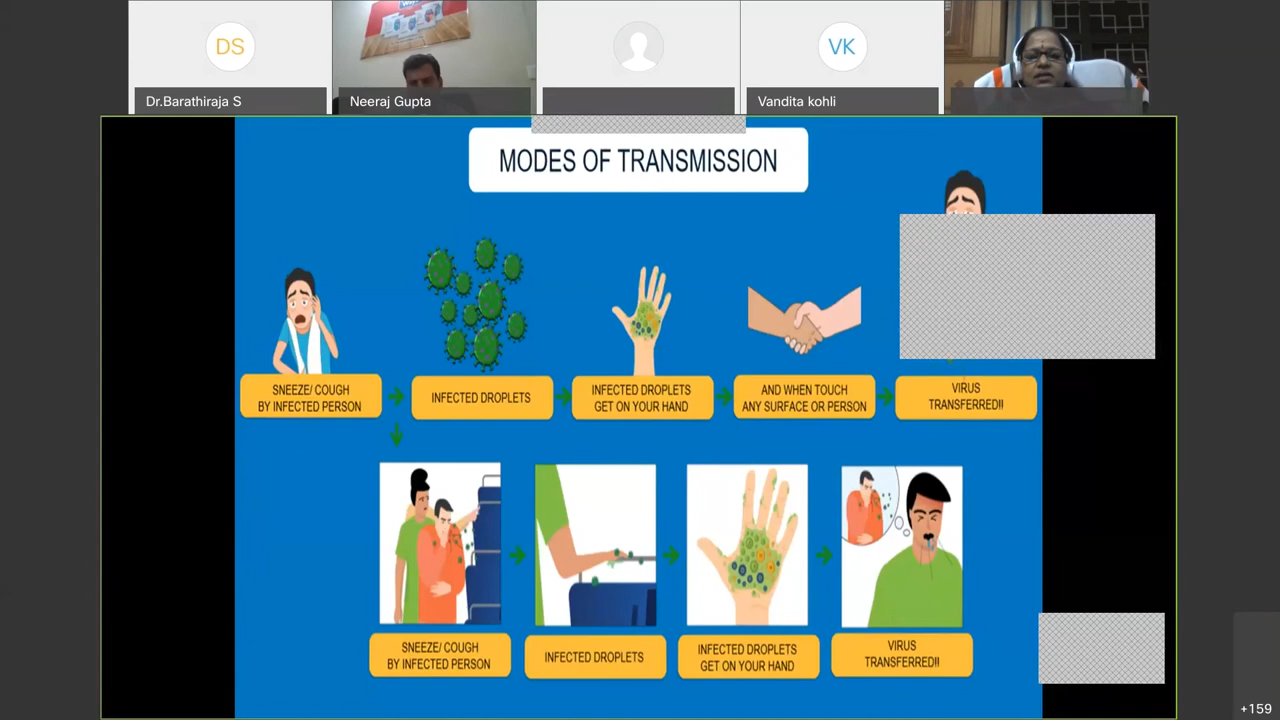 DS
VK
Dr.Barathiraja S
Neeraj Gupta
Vandita kohli
MODES OF TRANSMISSION
SNEEZE/ COUGH
BY INFECTED PERSON
INFECTED DROPLETS
INFECTED DROPLETS
GET ON YOUR HAND
AND WHEN TOUCH
ANY SURFACE OR PERSON
VIRUS
TRANSFERRED!!
SNEEZE/ COUGH
BY INFECTED PERSON
INFECTED DROPLETS
INFECTED DROPLETS
GET ON YOUR HAND
VIRUS
TRANSFERRED!!
+159